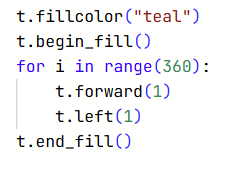 t.fillcolor("teal")
t.begin_fill()
for i in range(360):
    t.forward(1)
    t.left(1)
t.end_fill()